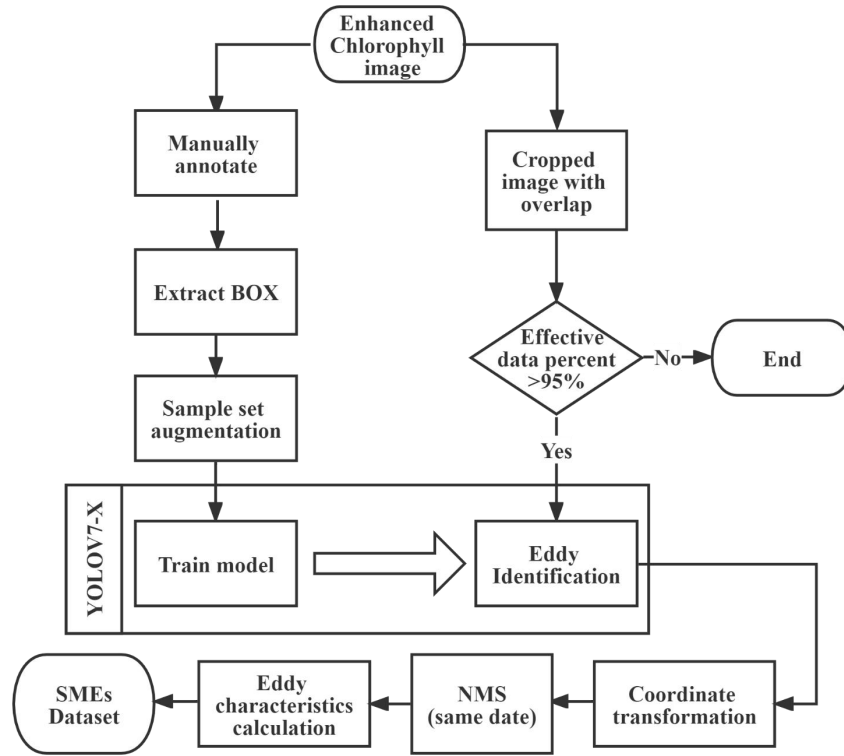 Enhanced
Chlorophyll
image
Manually
annotate
Cropped
image with
overlap
Extract BOX
Effective
data percent
>95%
No
End
Sample set
augmentation
Yes
YOLOV7-X
Train model
Eddy
Identification
SMEs
Dataset
Eddy
characteristics
calculation
NMS
(same date)
Coordinate
transformation